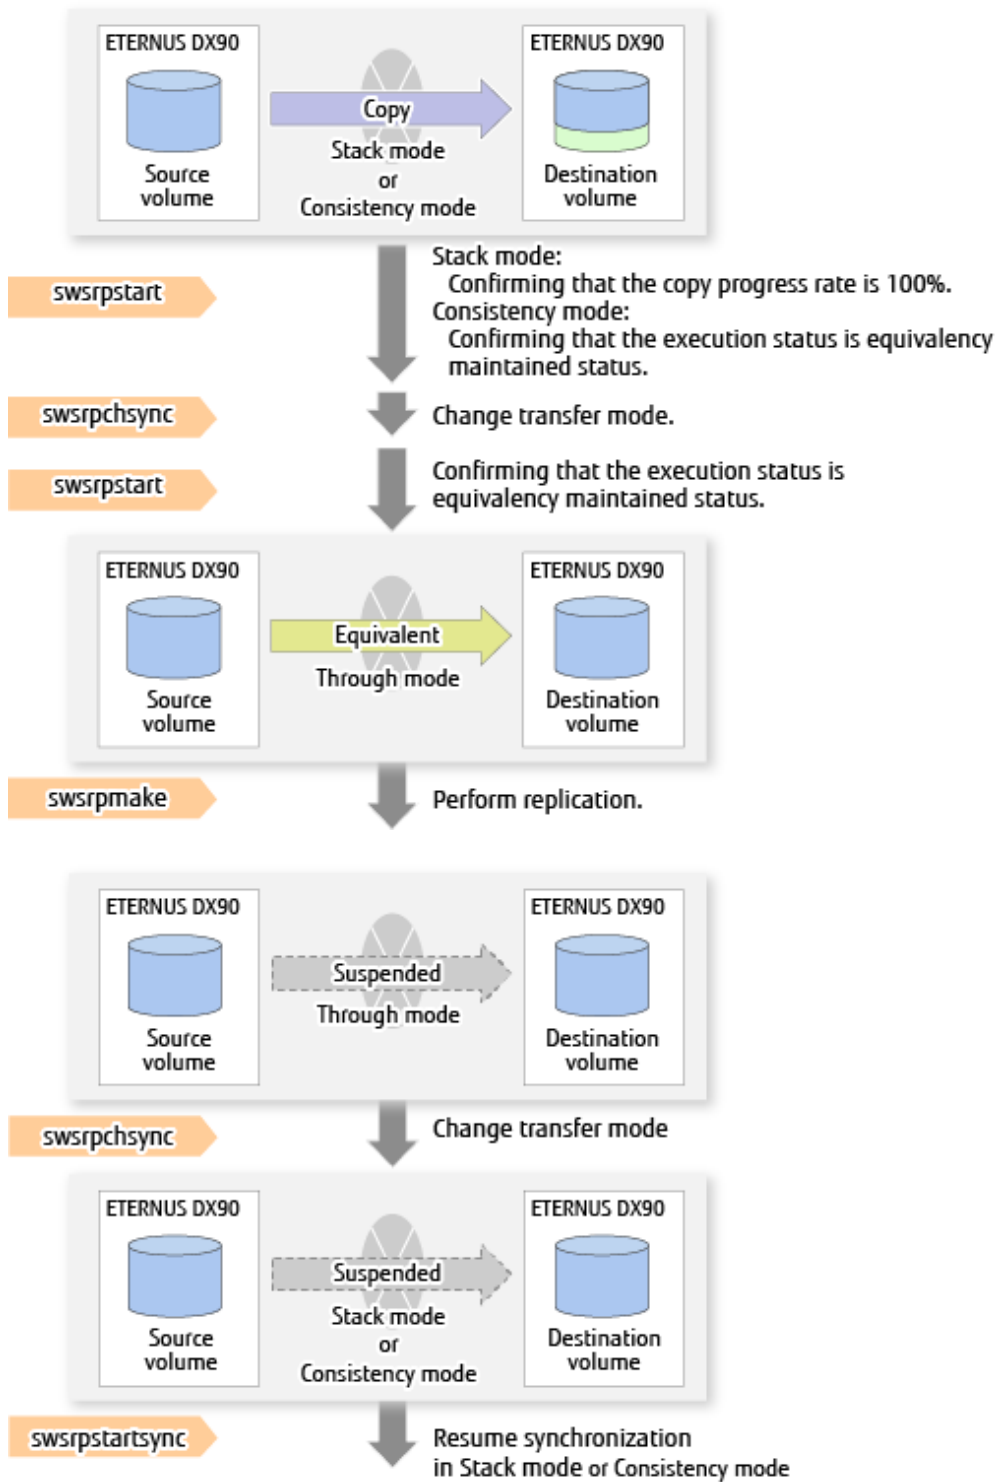 ETERNUS DX90
ETERNUS DX90
Copy
Stack mode
or
Consistency mode
Source
volume
Destination
volume
swsrpstart
Stack mode:
Confirming that the copy progress rate is 100%.
Consistency mode:
Confirming that the execution status is equivalency
maintained status.
swsrpchsync
Change transfer mode.
swsrpstart
Confirming that the execution status is
equivalency maintained status.
ETERNUS DX90
ETERNUS DX90
Equivalent
Through mode
Source
volume
Destination
volume
swsrpmake
Perform replication.
ETERNUS DX90
ETERNUS DX90
Suspended
Through mode
Source
volume
Destination
volume
swsrpchsync
Change transfer mode
ETERNUS DX90
ETERNUS DX90
Suspended
Stack mode
or
Consistency mode
Source
volume
Destination
volume
swsrpstartsync
Resume synchronization
in Stack mode or Consistency mode